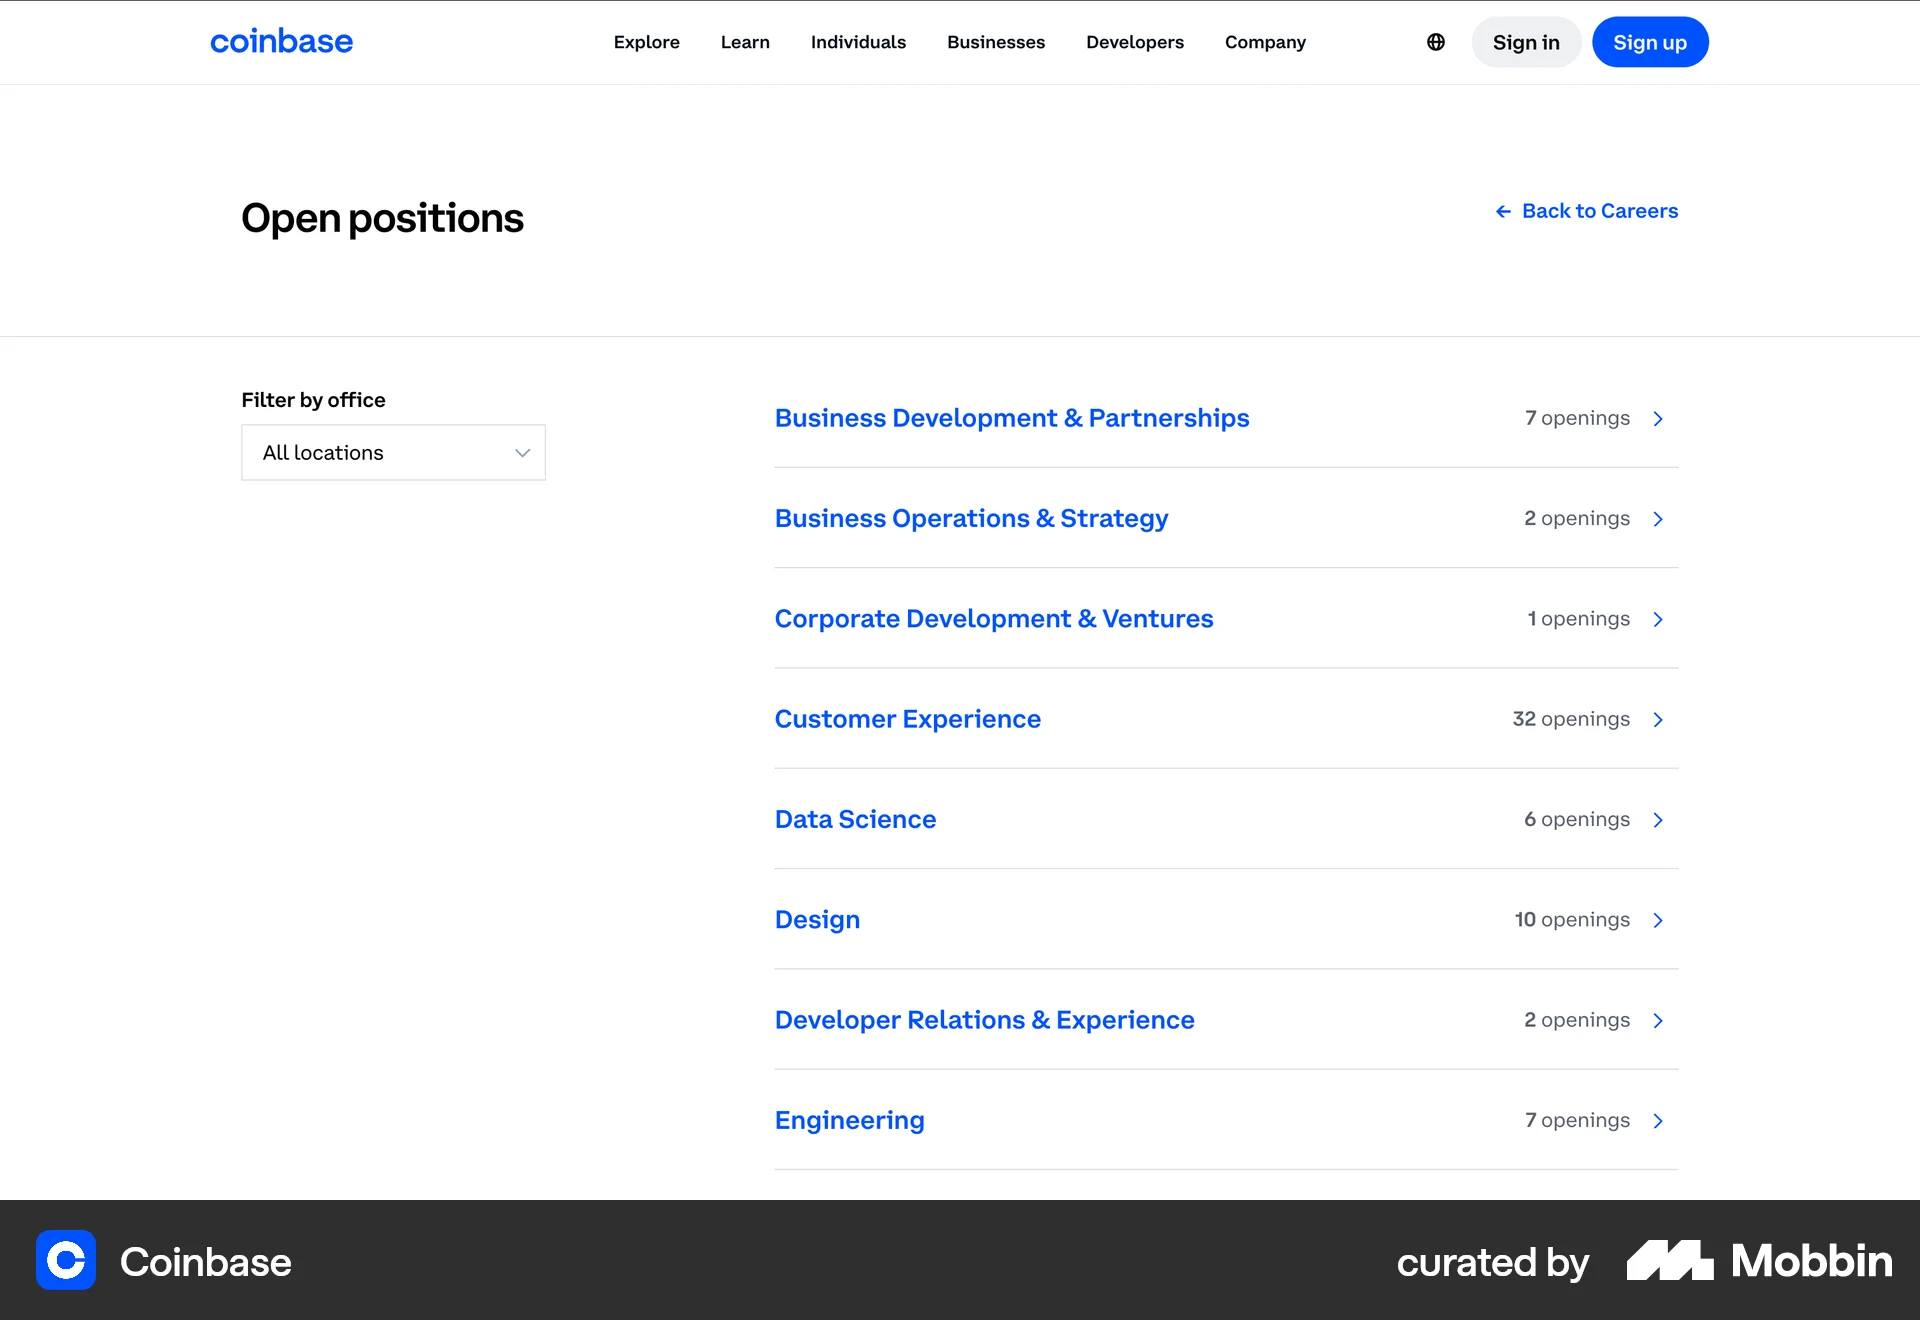 coinbase Explore Learn Individuals Businesses Developers Company Sign in Sign up
Open positions
← Back to Careers
Filter by office
All locations
Business Development & Partnerships 7 openings
Business Operations & Strategy 2 openings
Corporate Development & Ventures 1 openings
Customer Experience 32 openings
Data Science 6 openings
Design 10 openings
Developer Relations & Experience 2 openings
Engineering 7 openings
Coinbase curated by Mobbin